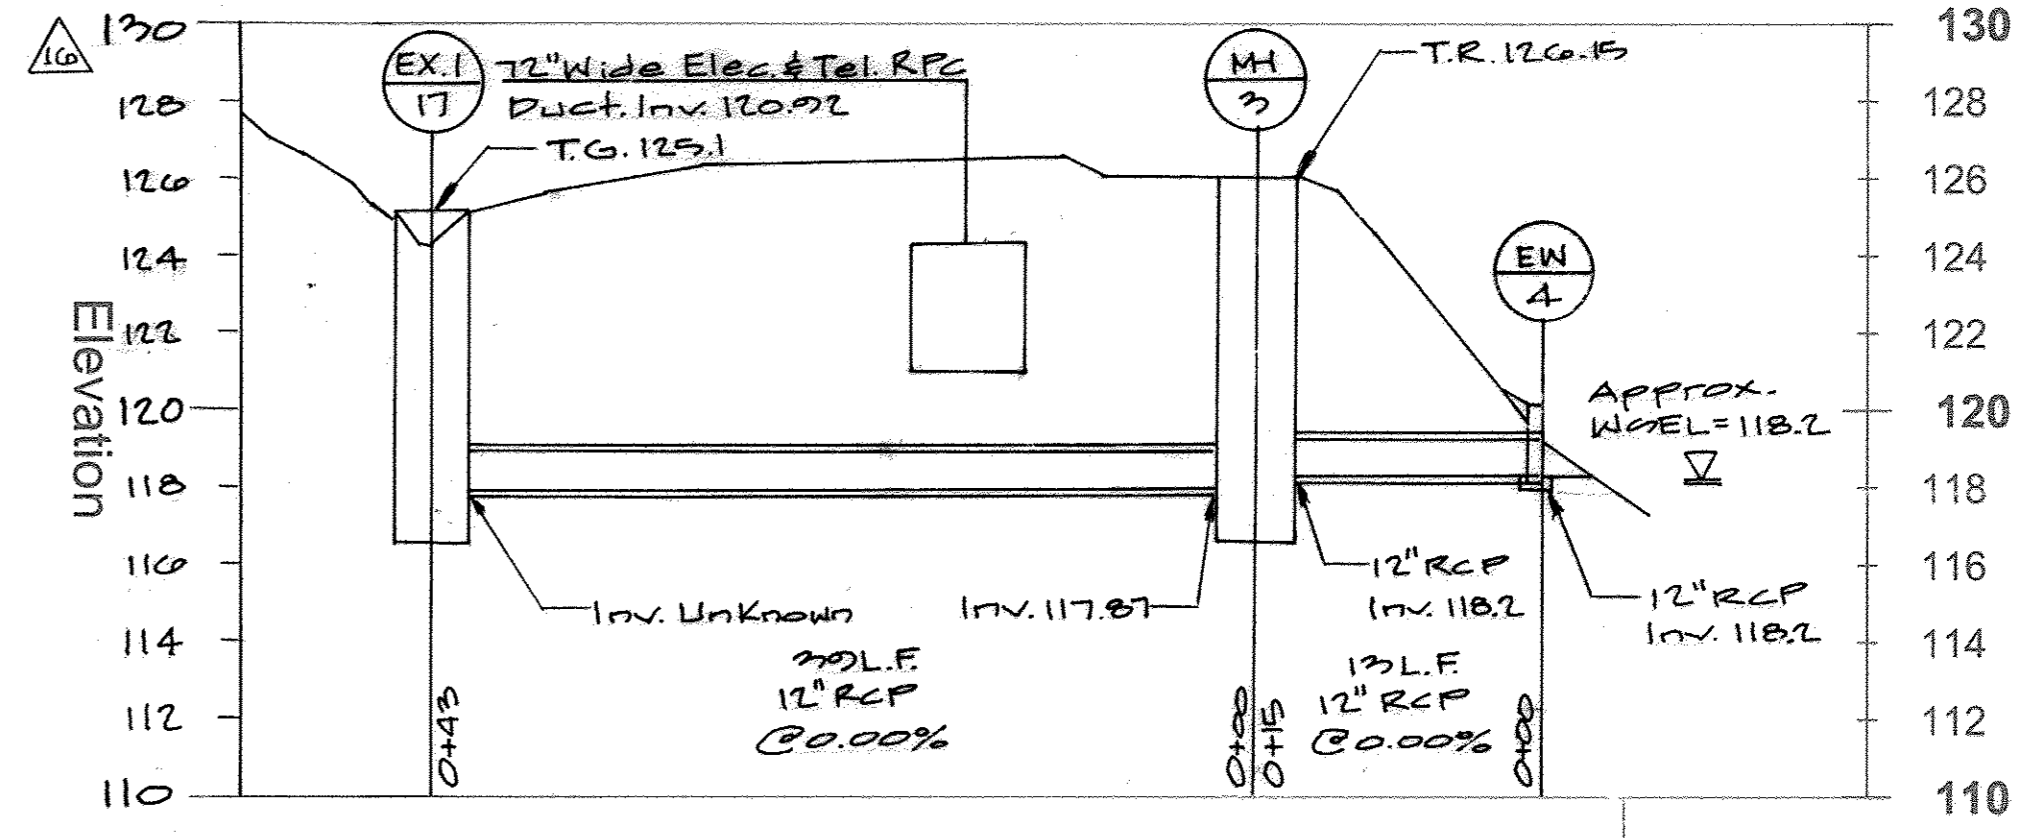 16
130
128
126
124
122
120
118
116
114
112
110
Elevation
EX.1
17
72" Wide Elec. & Tel. RPC
Duct. Inv. 120.92
T.G. 125.1
MH
3
T.R. 126.15
EW
4
Approx.
WSEL = 118.2
Inv. Unknown
Inv. 117.87
12" RCP
Inv. 118.2
12" RCP
Inv. 118.2
39 L.F.
12" RCP
@ 0.00%
13 L.F.
12" RCP
@ 0.00%
0+43
0+00
0+15
0+00
130
128
126
124
122
120
118
116
114
112
110